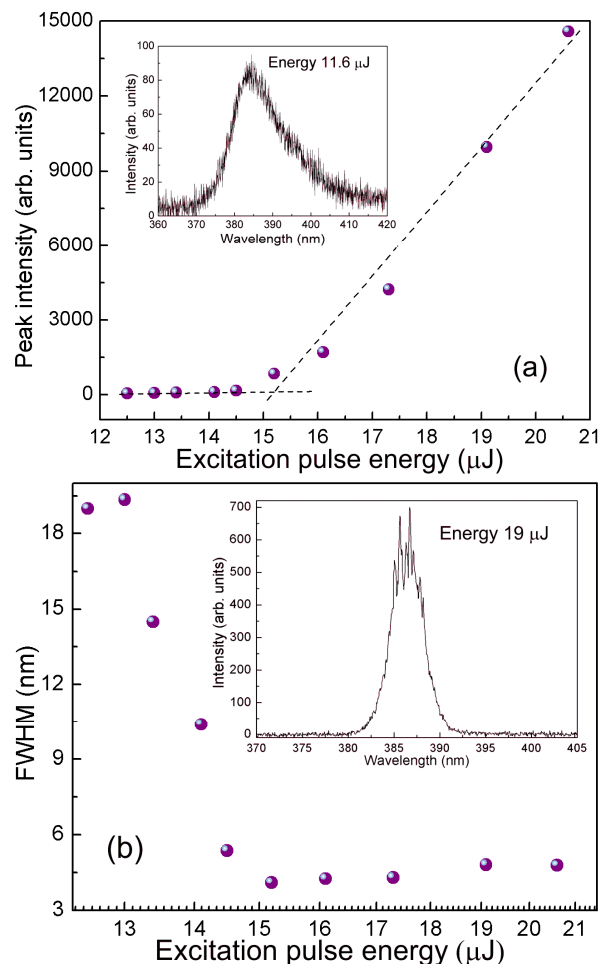 15000
12000
9000
6000
3000
0
Peak intensity (arb. units)
12 13 14 15 16 17 18 19 20 21
Excitation pulse energy (μJ)
(a)
Energy 11.6 μJ
100
80
60
40
20
0
Intensity (arb. units)
360 370 380 390 400 410 420
Wavelength (nm)
18
15
12
9
6
3
FWHM (nm)
13 14 15 16 17 18 19 20 21
Excitation pulse energy (μJ)
(b)
Energy 19 μJ
700
600
500
400
300
200
100
0
Intensity (arb. units)
370 380 385 390 395 400 405
Wavelength (nm)